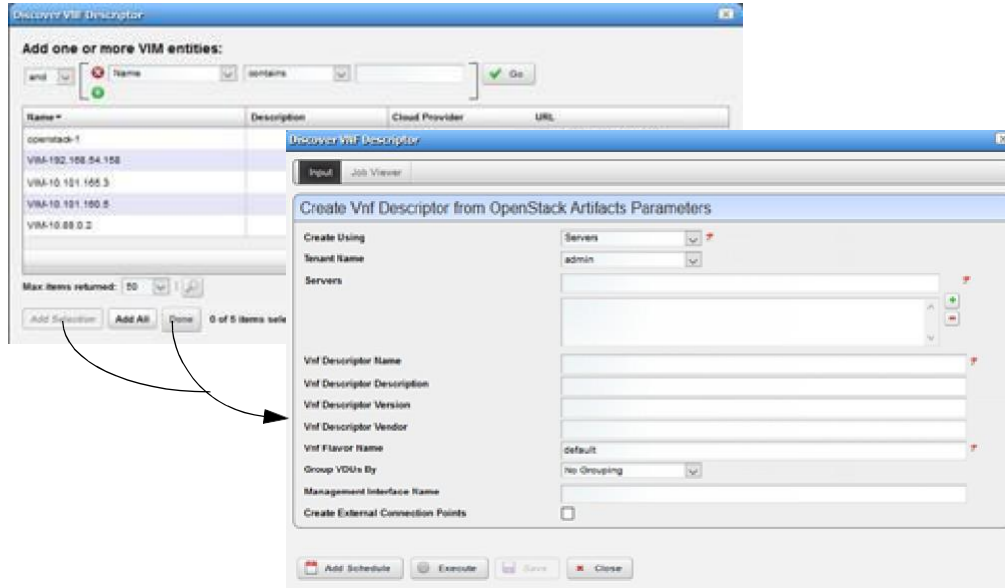 Discover VNF Descriptor
Add one or more VIM entities:
and
Name
contains
Go
Name
Description
Cloud Provider
URL
openstack-1
VIM-192.168.54.158
VIM-10.101.165.3
VIM-10.101.160.5
VIM-10.88.0.2
Max items returned: 50
Add Selection
Add All
Done
0 of 5 items sele
Discover VNF Descriptor
Input
Job Viewer
Create Vnf Descriptor from OpenStack Artifacts Parameters
Create Using
Servers
Tenant Name
admin
Servers
Vnf Descriptor Name
Vnf Descriptor Description
Vnf Descriptor Version
Vnf Descriptor Vendor
Vnf Flavor Name
default
Group VDUs By
No Grouping
Management Interface Name
Create External Connection Points
Add Schedule
Execute
Save
Close